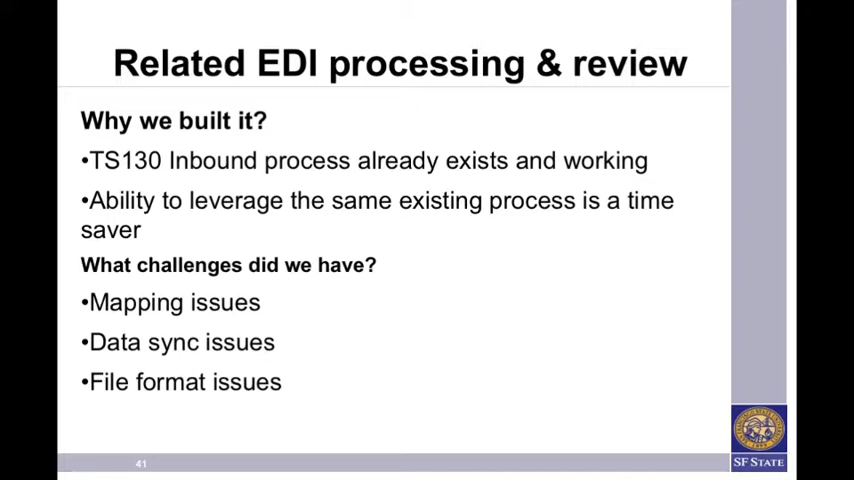 Related EDI processing & review
Why we built it?
•TS130 Inbound process already exists and working
•Ability to leverage the same existing process is a time
saver
What challenges did we have?
•Mapping issues
•Data sync issues
•File format issues
41
SF STATE